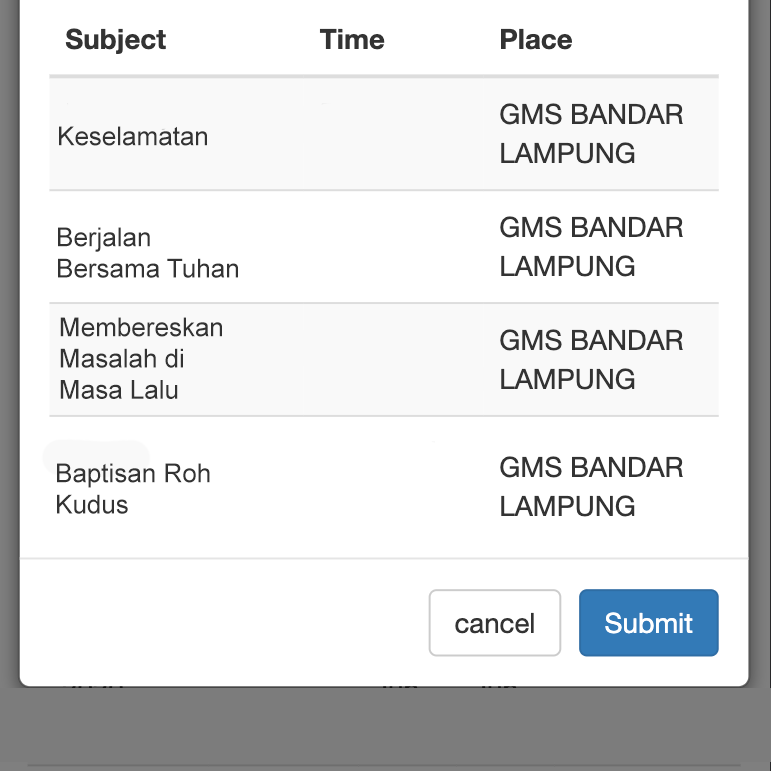 Subject Time Place
Keselamatan
GMS BANDAR
LAMPUNG
Berjalan
Bersama Tuhan
GMS BANDAR
LAMPUNG
Membereskan
Masalah di
Masa Lalu
GMS BANDAR
LAMPUNG
Baptisan Roh
Kudus
GMS BANDAR
LAMPUNG
cancel Submit